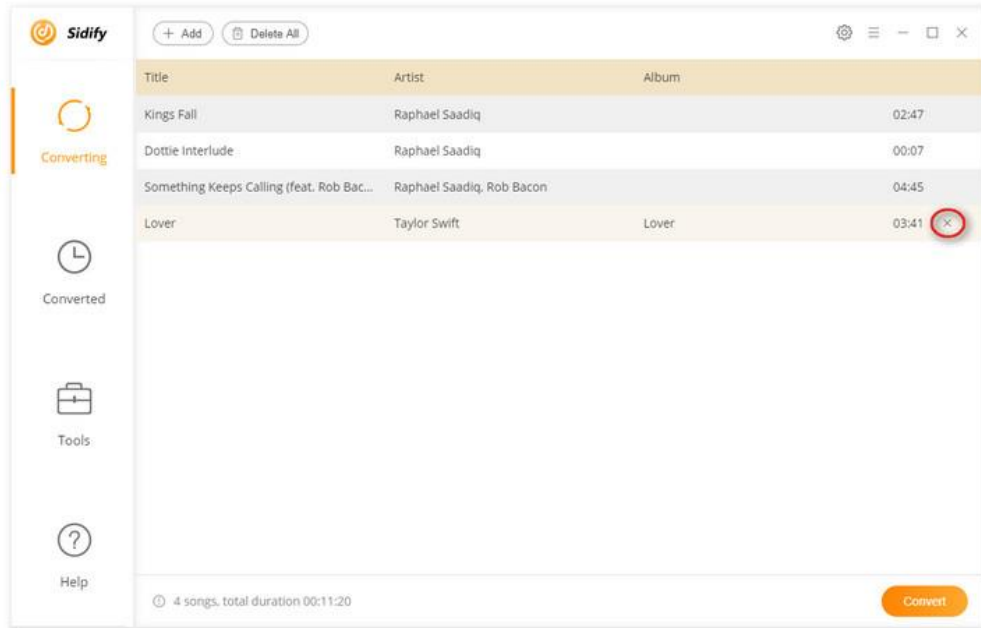 Sidify + Add Delete All
Title Artist Album
Kings Fall Raphael Saadiq 02:47
Converting
Dottie Interlude Raphael Saadiq 00:07
Something Keeps Calling (feat. Rob Bac... Raphael Saadiq, Rob Bacon 04:45
Lover Taylor Swift Lover 03:41
Converted
Tools
Help
4 songs, total duration 00:11:20 Convert